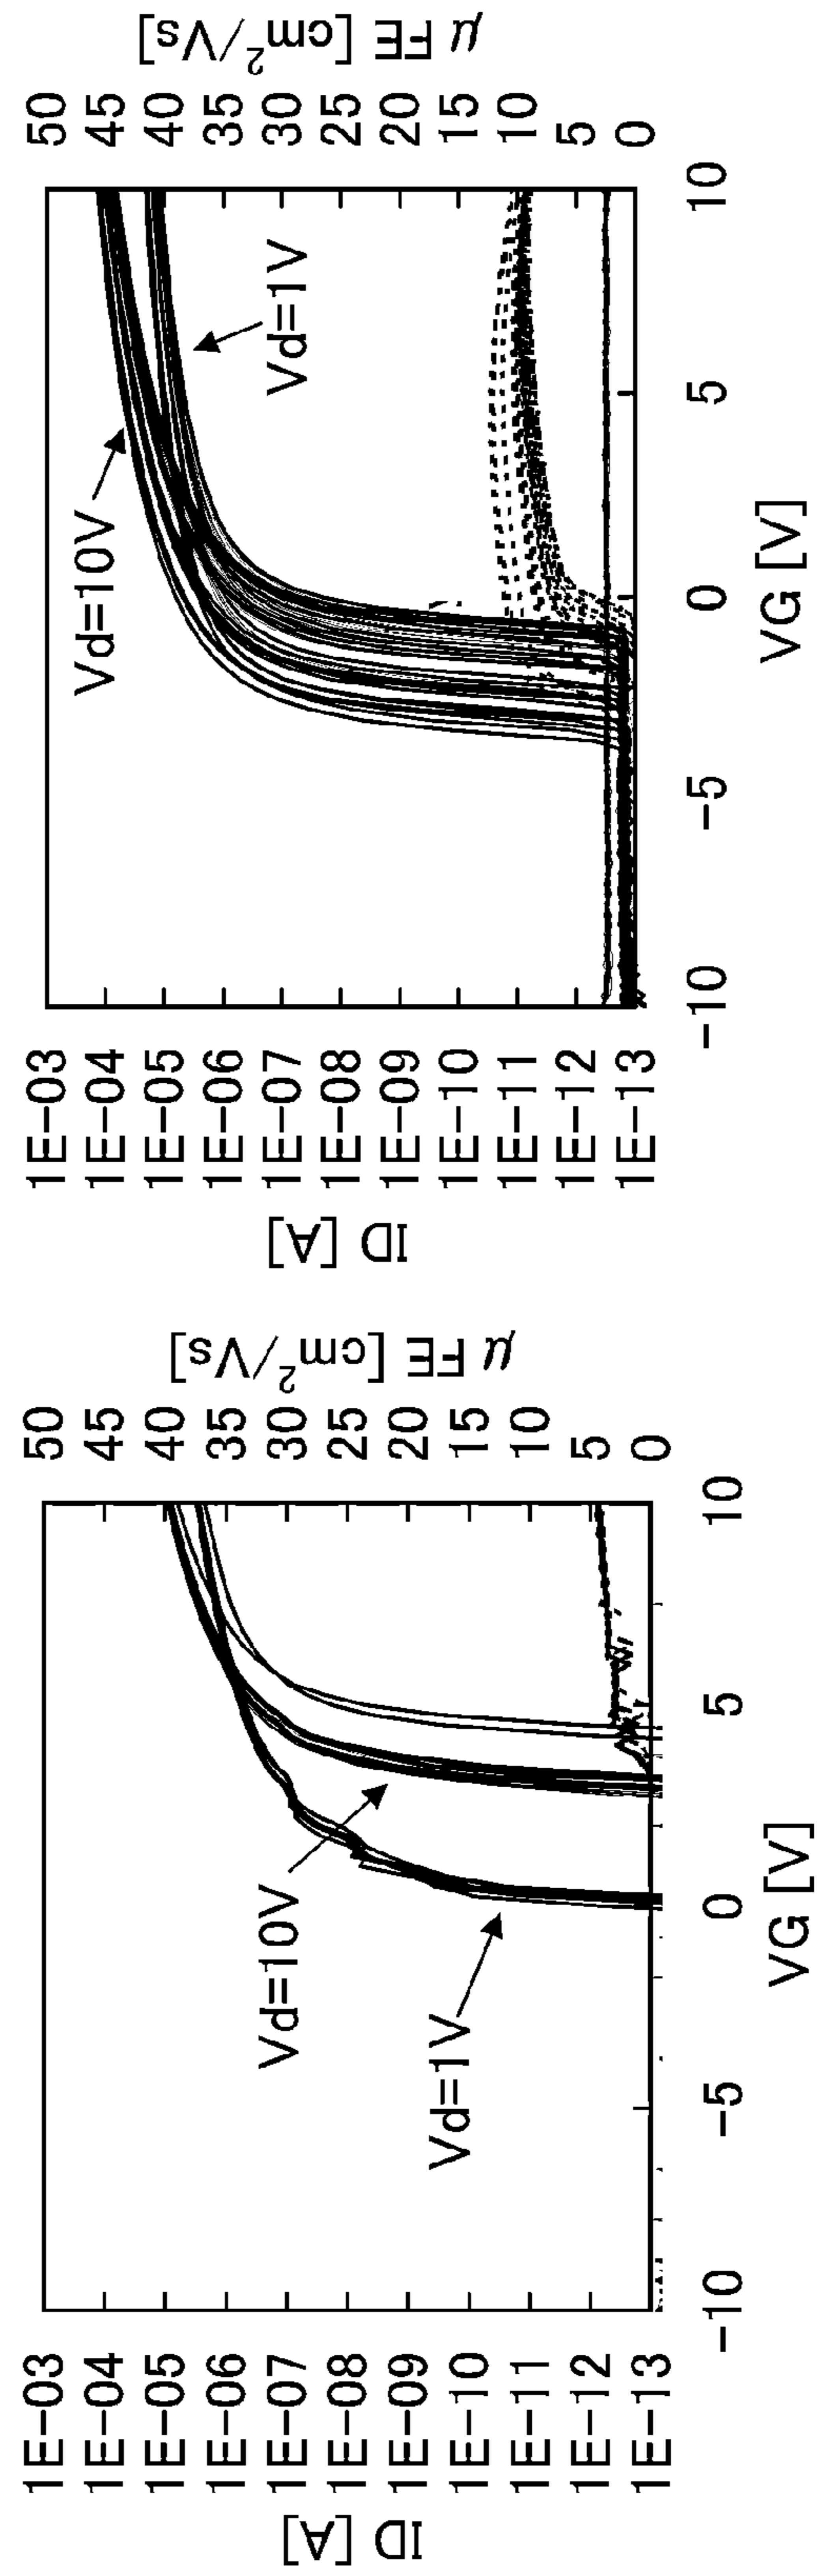 ID [A]
1E-03
1E-04
1E-05
1E-06
1E-07
1E-08
1E-09
1E-10
1E-11
1E-12
1E-13
Vd=1V
Vd=10V
-10
-5
0
5
10
VG [V]
50
45
40
35
30
25
20
15
10
5
0
μFE [cm²/Vs]
ID [A]
1E-03
1E-04
1E-05
1E-06
1E-07
1E-08
1E-09
1E-10
1E-11
1E-12
1E-13
Vd=10V
Vd=1V
-10
-5
0
5
10
VG [V]
50
45
40
35
30
25
20
15
10
5
0
μFE [cm²/Vs]